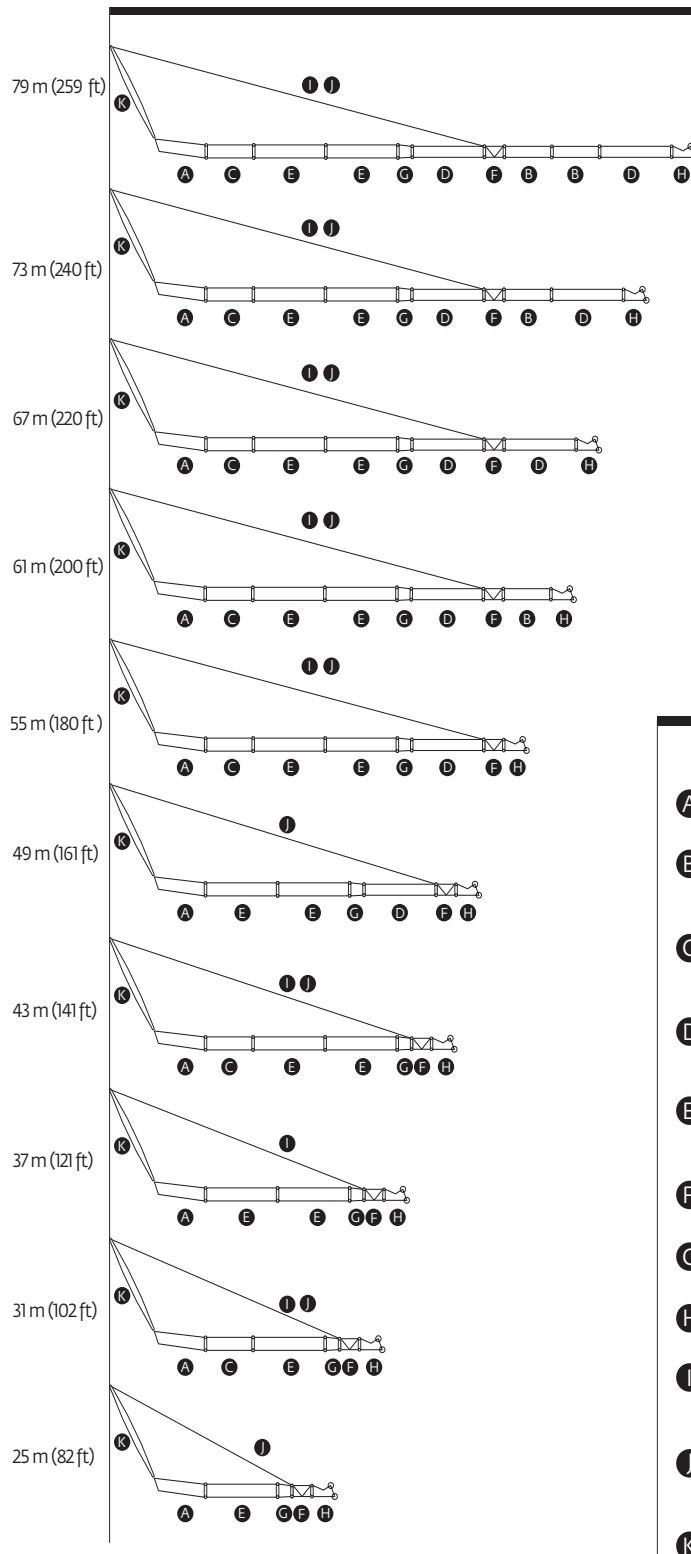 I J
79 m (259 ft)
K
A C E E G D F B B D H
I J
K
73 m (240 ft)
A C E E G D F B D H
I J
K
67 m (220 ft)
A C E E G D F D H
I J
K
61 m (200 ft)
A C E E G D F B H
I J
K
55 m (180 ft)
A C E E G D F H
J
K
49 m (161 ft)
A E E G D F H
I J
K
43 m (141 ft)
A C E E G F H
I
K
37 m (121 ft)
A E E G F H
I J
K
31 m (102 ft)
A C E G F H
J
K
25 m (82 ft)
A E G F H
A
B
C
D
E
F
G
H
I
J
K